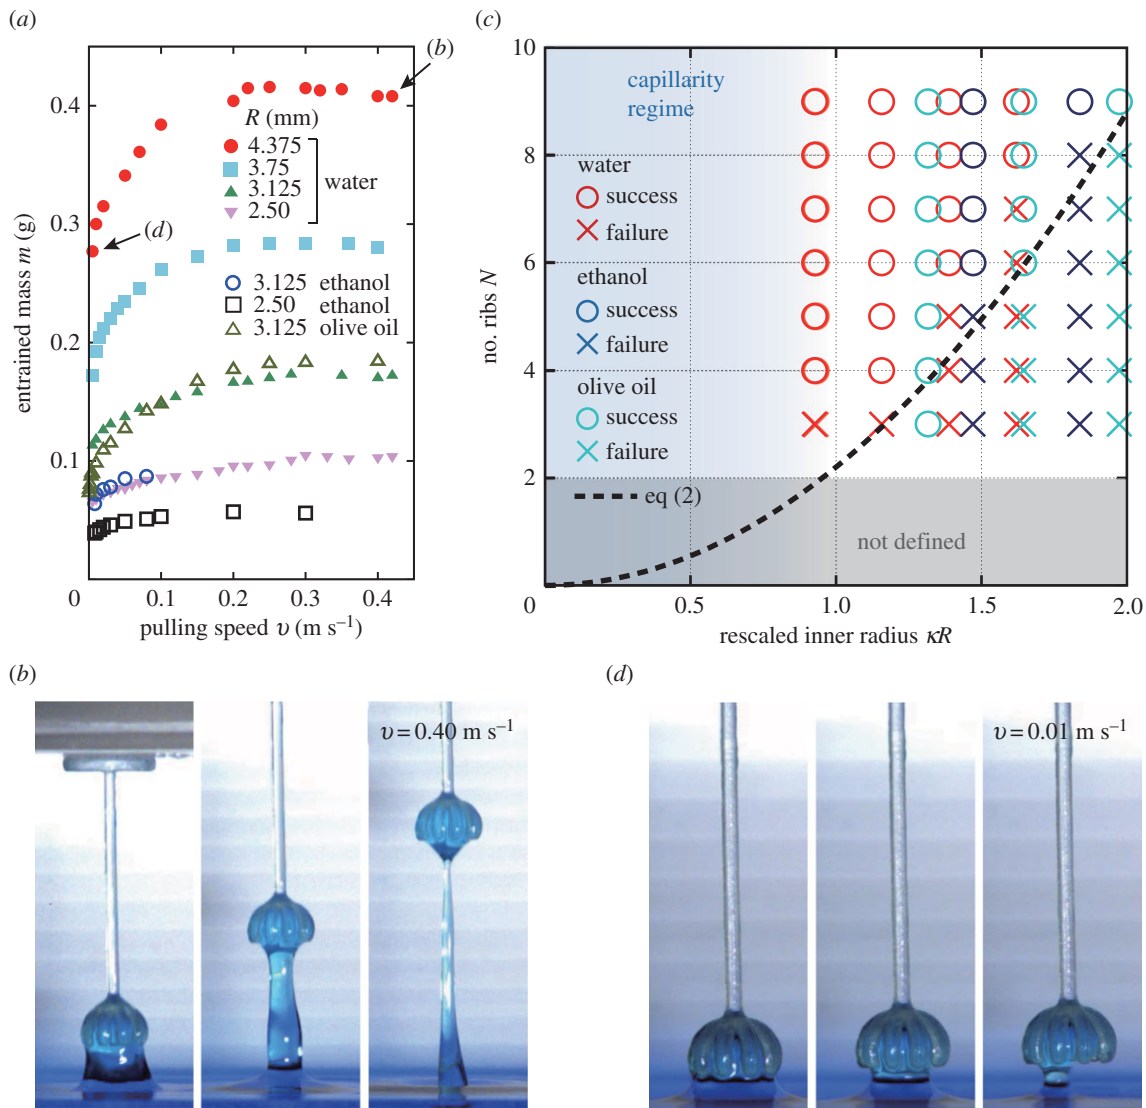 (a)
0.4
0.3
0.2
0.1
0
0.1
0.2
0.3
0.4
entrained mass m (g)
pulling speed υ (m s⁻¹)
(b)
(d)
R (mm)
4.375
3.75
3.125
2.50
water
3.125 ethanol
2.50 ethanol
3.125 olive oil
(c)
10
8
6
4
2
0
0.5
1.0
1.5
2.0
no. ribs N
rescaled inner radius κR
capillarity
regime
water
success
failure
ethanol
success
failure
olive oil
success
failure
eq (2)
not defined
(b)
υ = 0.40 m s⁻¹
(d)
υ = 0.01 m s⁻¹